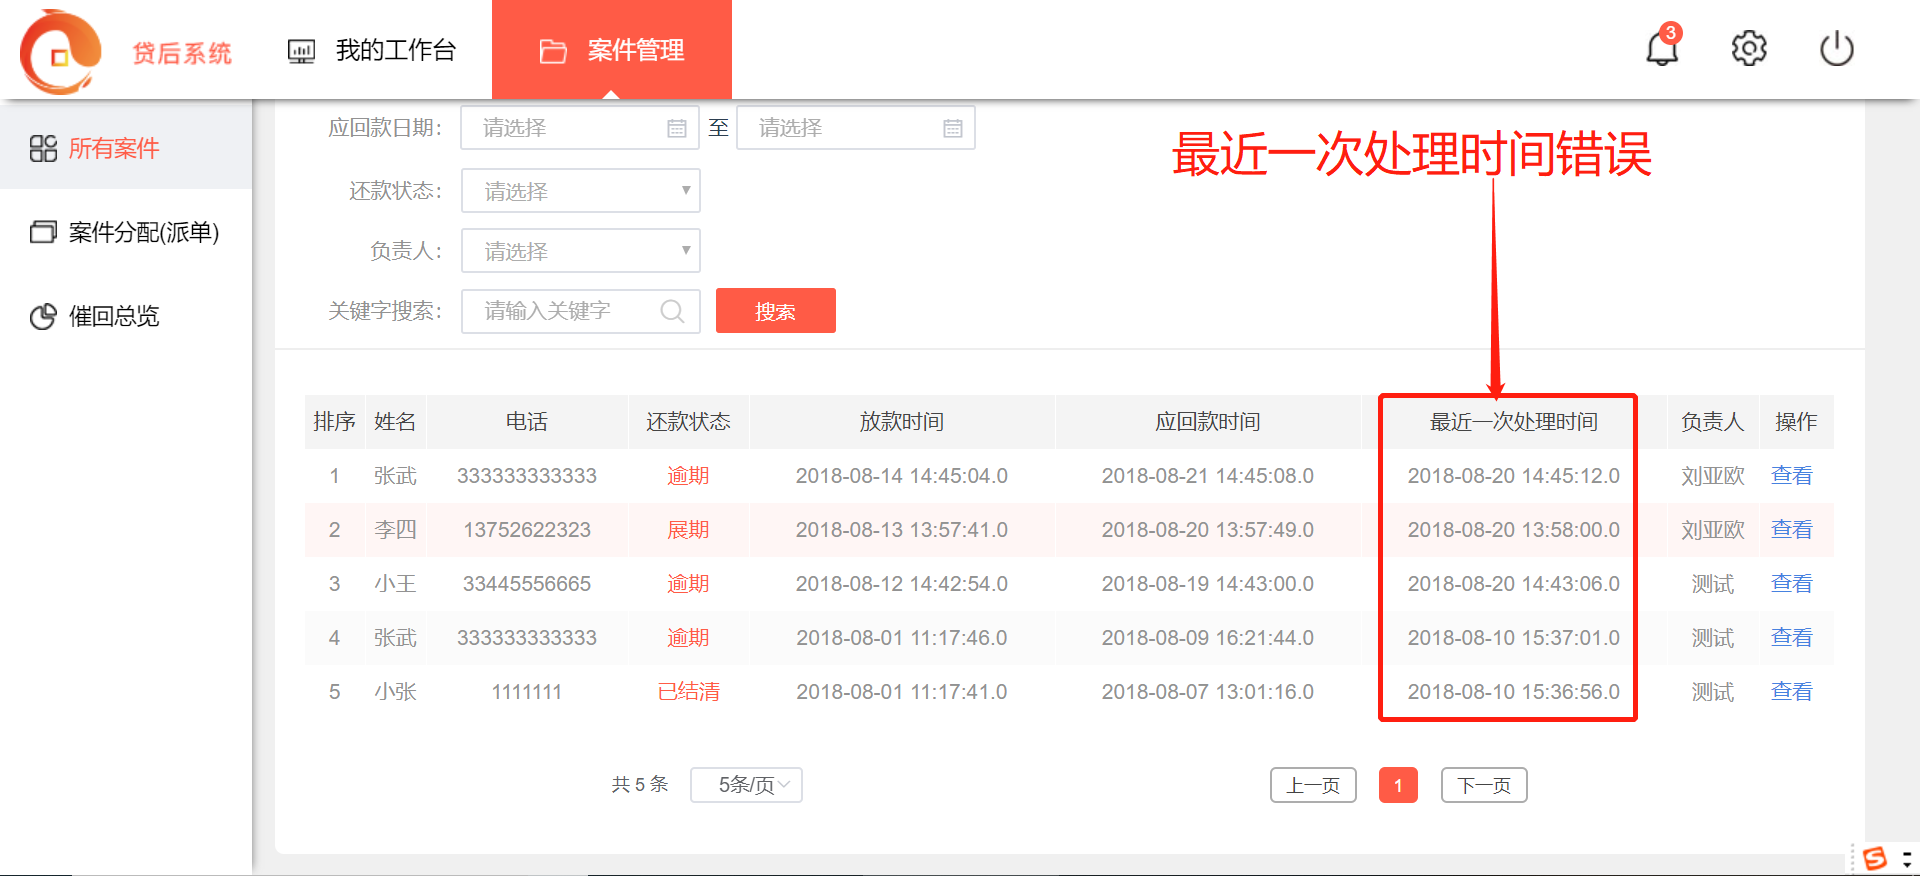 贷后系统
我的工作台
案件管理
3
所有案件
案件分配(派单)
催回总览
应回款日期:
请选择
至
请选择
还款状态:
请选择
负责人:
请选择
关键字搜索:
请输入关键字
搜索
最近一次处理时间错误
排序 姓名 电话 还款状态 放款时间 应回款时间 最近一次处理时间 负责人 操作
1 张武 333333333333 逾期 2018-08-14 14:45:04.0 2018-08-21 14:45:08.0 2018-08-20 14:45:12.0 刘亚欧 查看
2 李四 13752622323 展期 2018-08-13 13:57:41.0 2018-08-20 13:57:49.0 2018-08-20 13:58:00.0 刘亚欧 查看
3 小王 33445556665 逾期 2018-08-12 14:42:54.0 2018-08-19 14:43:00.0 2018-08-20 14:43:06.0 测试 查看
4 张武 333333333333 逾期 2018-08-01 11:17:46.0 2018-08-09 16:21:44.0 2018-08-10 15:37:01.0 测试 查看
5 小张 1111111 已结清 2018-08-01 11:17:41.0 2018-08-07 13:01:16.0 2018-08-10 15:36:56.0 测试 查看
共 5 条 5条/页 上一页 1 下一页